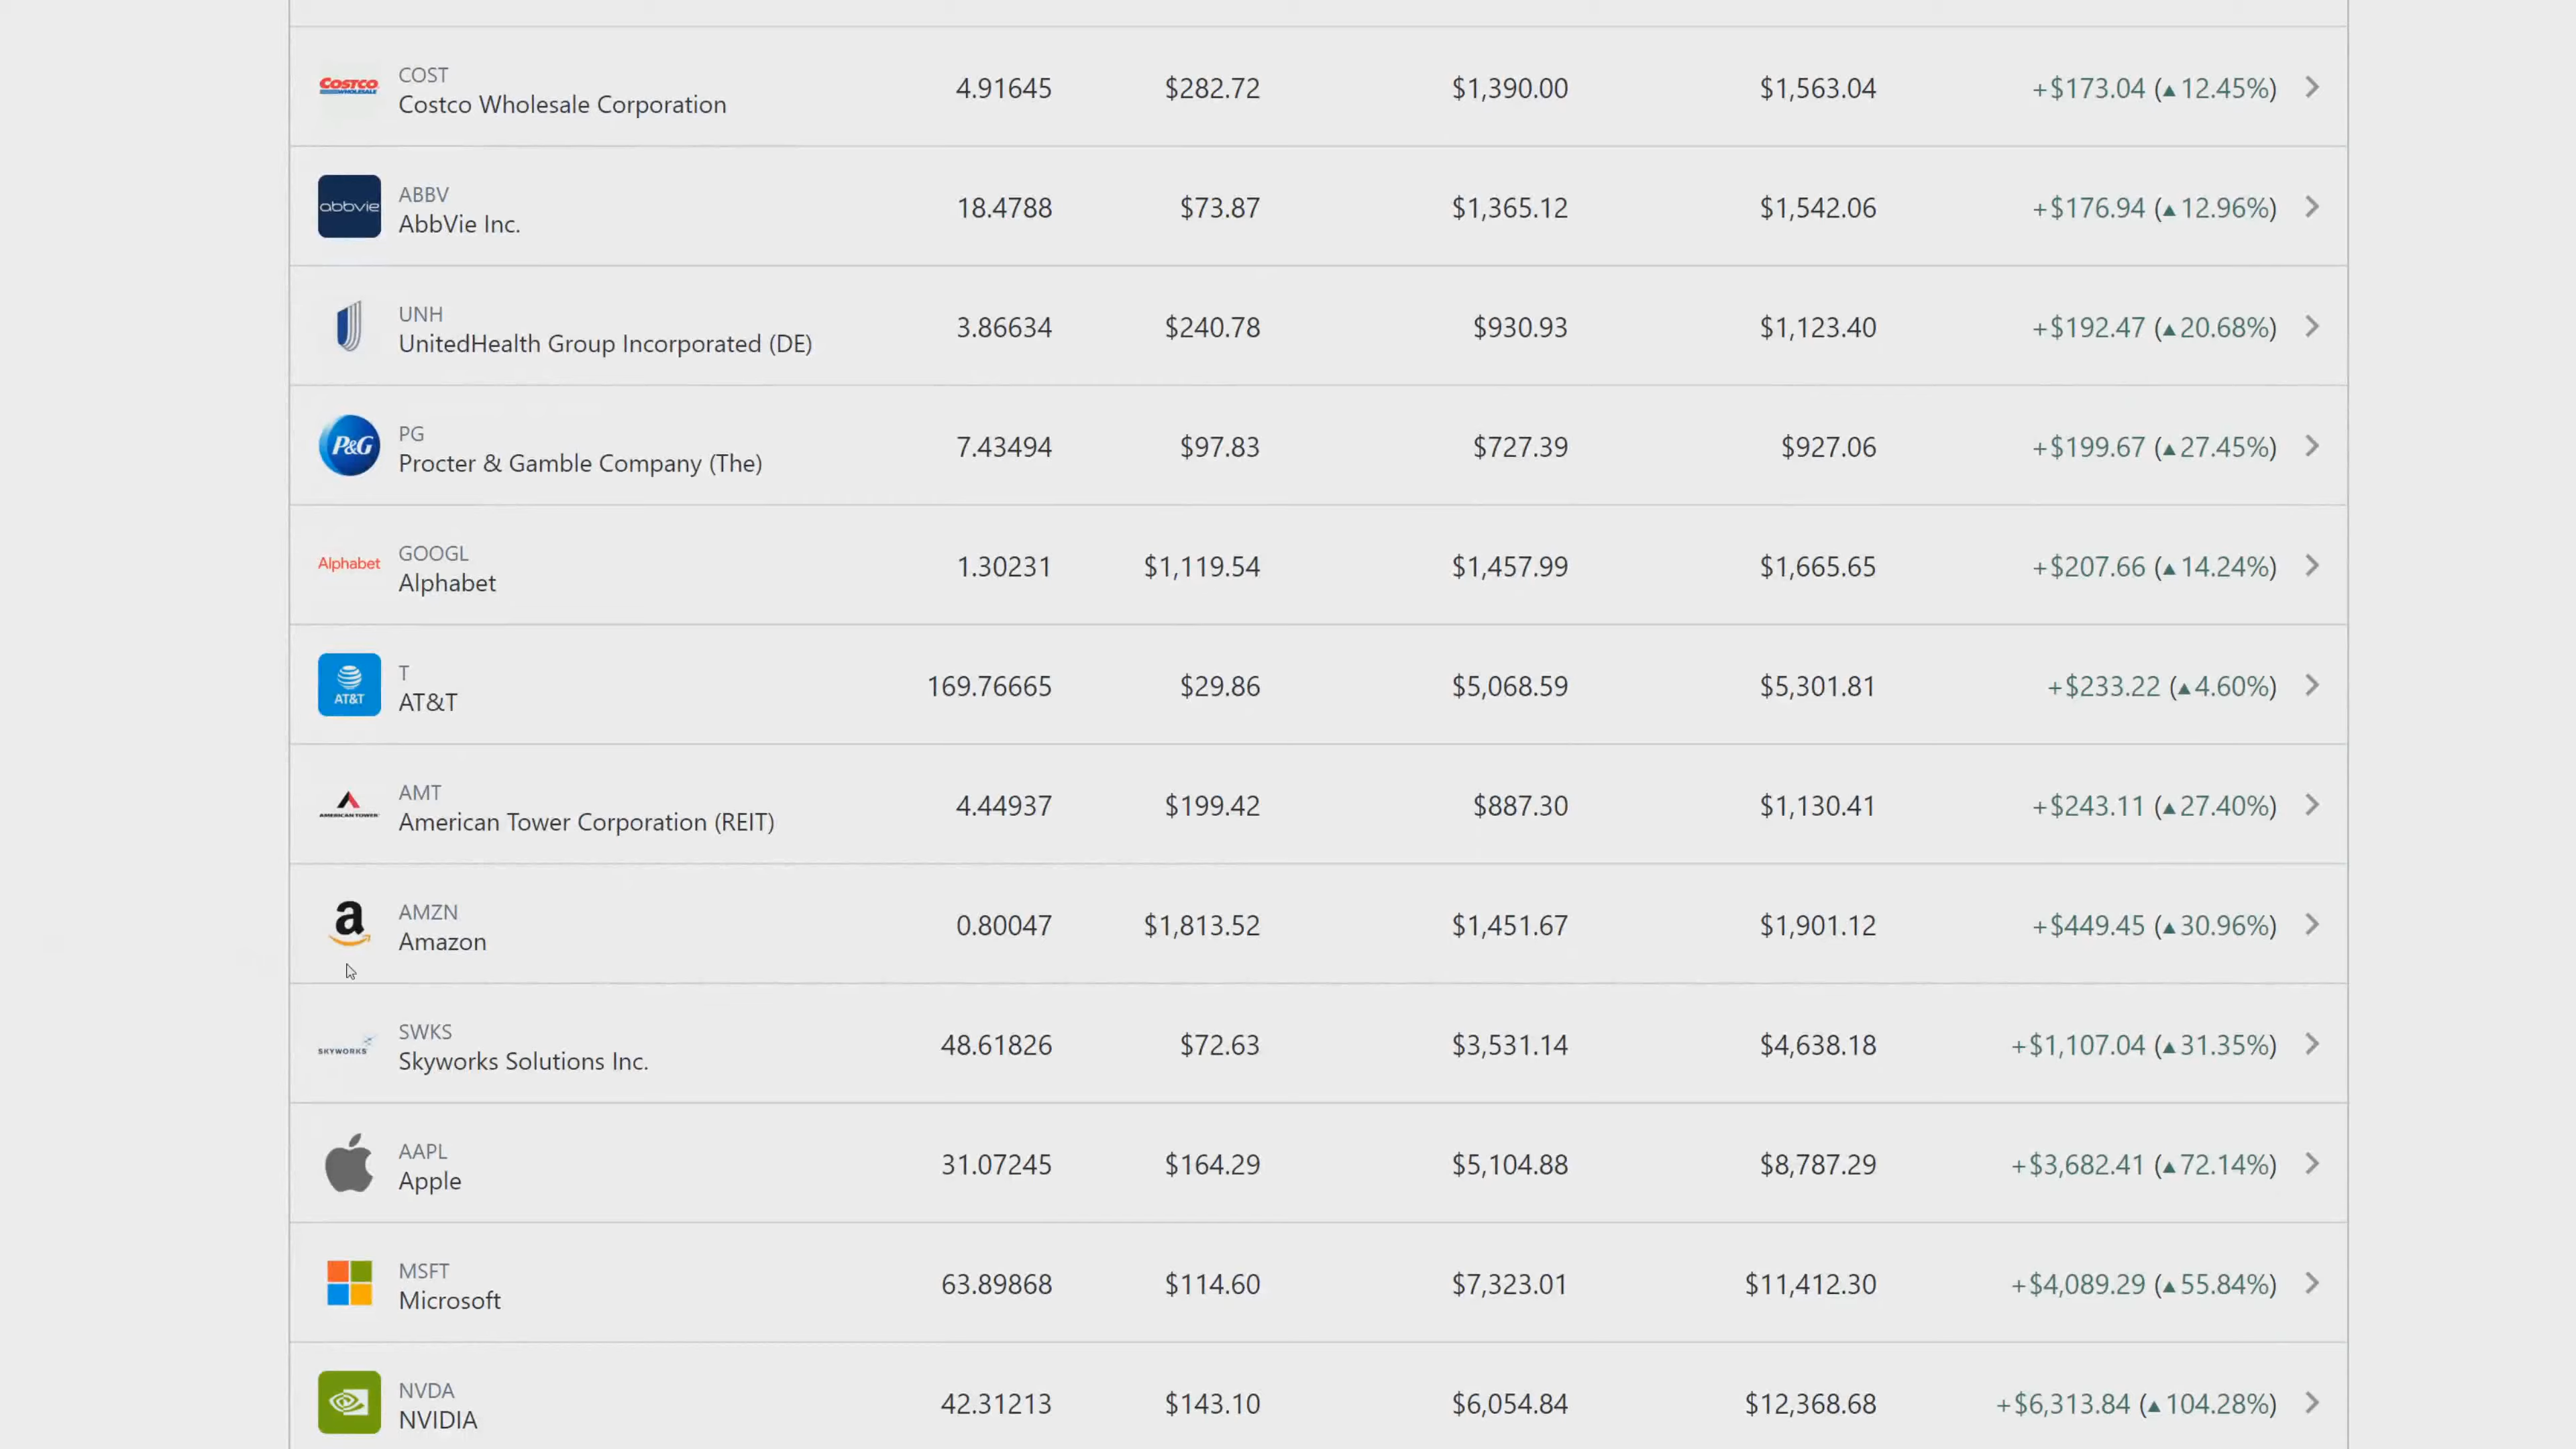 COSTCO
WHOLESALE
COST
Costco Wholesale Corporation
4.91645 $282.72 $1,390.00 $1,563.04 +$173.04 (▲12.45%)
abbvie
ABBV
AbbVie Inc.
18.4788 $73.87 $1,365.12 $1,542.06 +$176.94 (▲12.96%)
UNH
UnitedHealth Group Incorporated (DE)
3.86634 $240.78 $930.93 $1,123.40 +$192.47 (▲20.68%)
P&G
PG
Procter & Gamble Company (The)
7.43494 $97.83 $727.39 $927.06 +$199.67 (▲27.45%)
Alphabet
GOOGL
Alphabet
1.30231 $1,119.54 $1,457.99 $1,665.65 +$207.66 (▲14.24%)
AT&T
T
AT&T
169.76665 $29.86 $5,068.59 $5,301.81 +$233.22 (▲4.60%)
AMERICAN TOWER
AMT
American Tower Corporation (REIT)
4.44937 $199.42 $887.30 $1,130.41 +$243.11 (▲27.40%)
a
AMZN
Amazon
0.80047 $1,813.52 $1,451.67 $1,901.12 +$449.45 (▲30.96%)
SKYWORKS
SWKS
Skyworks Solutions Inc.
48.61826 $72.63 $3,531.14 $4,638.18 +$1,107.04 (▲31.35%)
AAPL
Apple
31.07245 $164.29 $5,104.88 $8,787.29 +$3,682.41 (▲72.14%)
MSFT
Microsoft
63.89868 $114.60 $7,323.01 $11,412.30 +$4,089.29 (▲55.84%)
NVDA
NVIDIA
42.31213 $143.10 $6,054.84 $12,368.68 +$6,313.84 (▲104.28%)